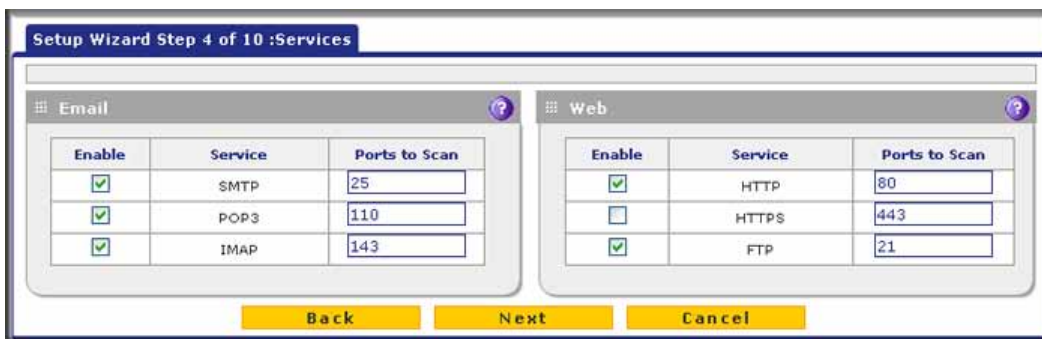 Setup Wizard Step 4 of 10 :Services
Email
Enable Service Ports to Scan
SMTP 25
POP3 110
IMAP 143
Web
Enable Service Ports to Scan
HTTP 80
HTTPS 443
FTP 21
Back Next Cancel